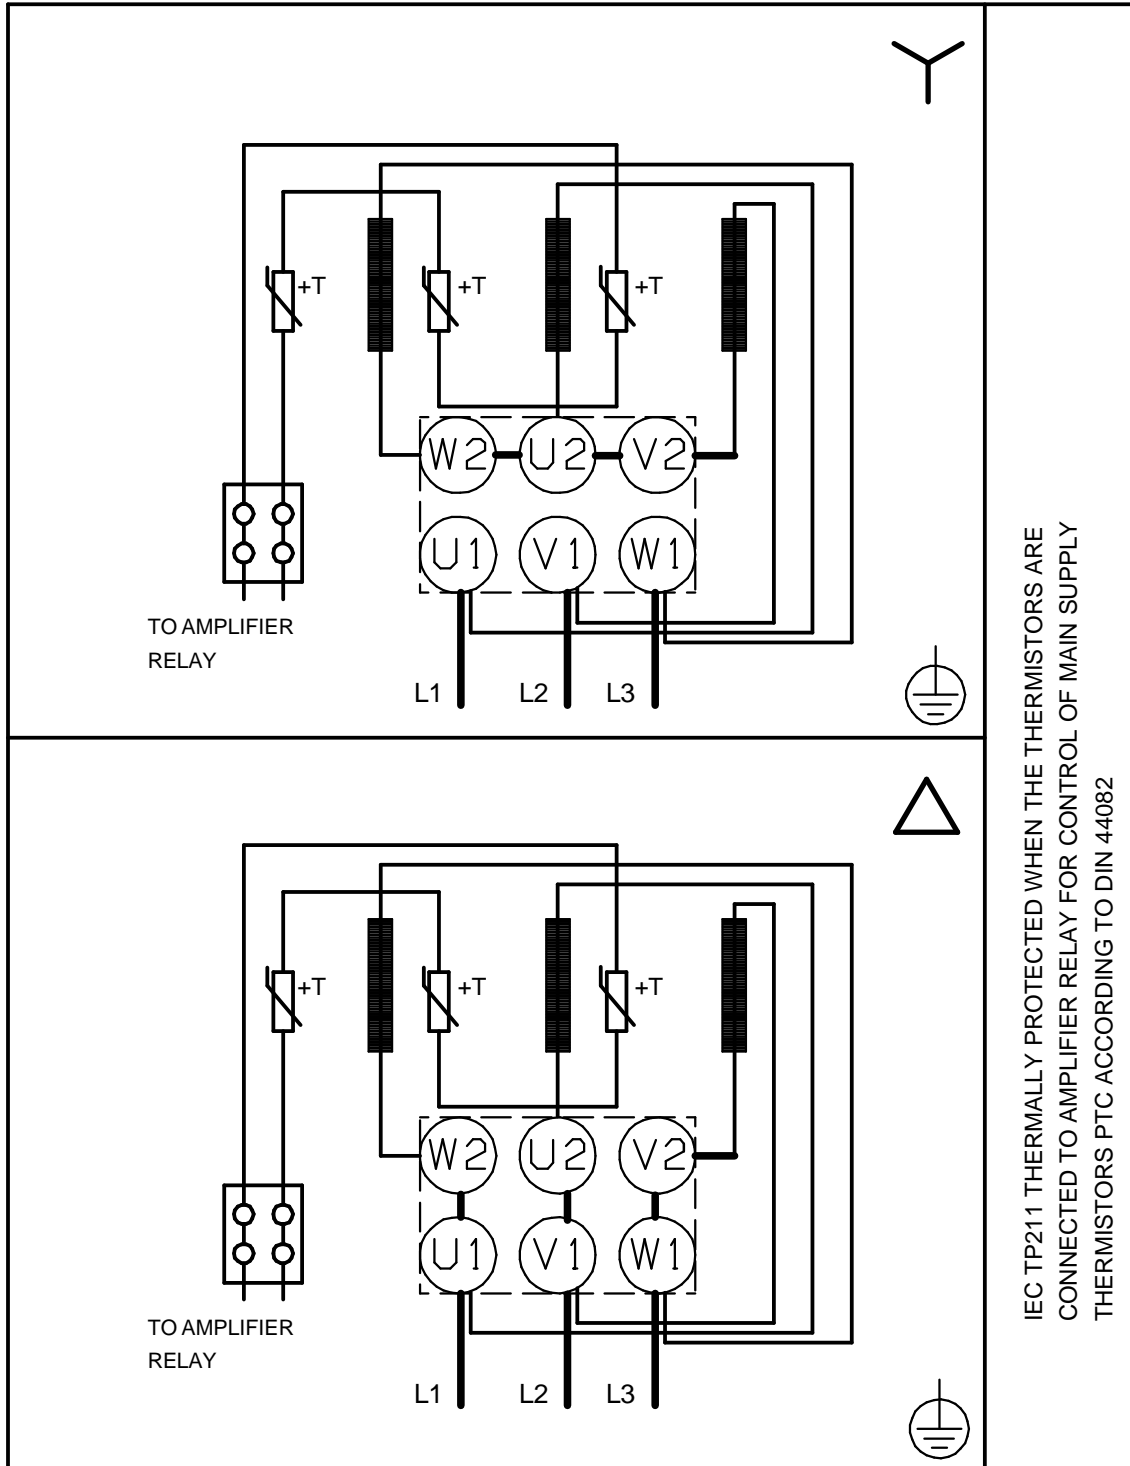 +T +T +T
W2 U2 V2
U1 V1 W1
TO AMPLIFIER
RELAY
L1 L2 L3
+T +T +T
W2 U2 V2
U1 V1 W1
TO AMPLIFIER
RELAY
L1 L2 L3
IEC TP211 THERMALLY PROTECTED WHEN THE THERMISTORS ARE
CONNECTED TO AMPLIFIER RELAY FOR CONTROL OF MAIN SUPPLY
THERMISTORS PTC ACCORDING TO DIN 44082